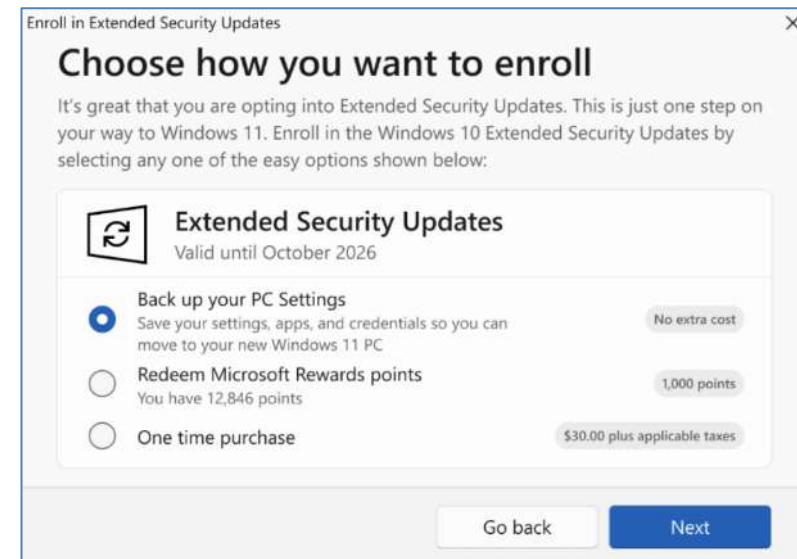 Enroll in Extended Security Updates
Choose how you want to enroll
It's great that you are opting into Extended Security Updates. This is just one step on
your way to Windows 11. Enroll in the Windows 10 Extended Security Updates by
selecting any one of the easy options shown below:
Extended Security Updates
Valid until October 2026
Back up your PC Settings
Save your settings, apps, and credentials so you can
move to your new Windows 11 PC
No extra cost
Redeem Microsoft Rewards points
You have 12,846 points
1,000 points
One time purchase
$30.00 plus applicable taxes
Go back
Next